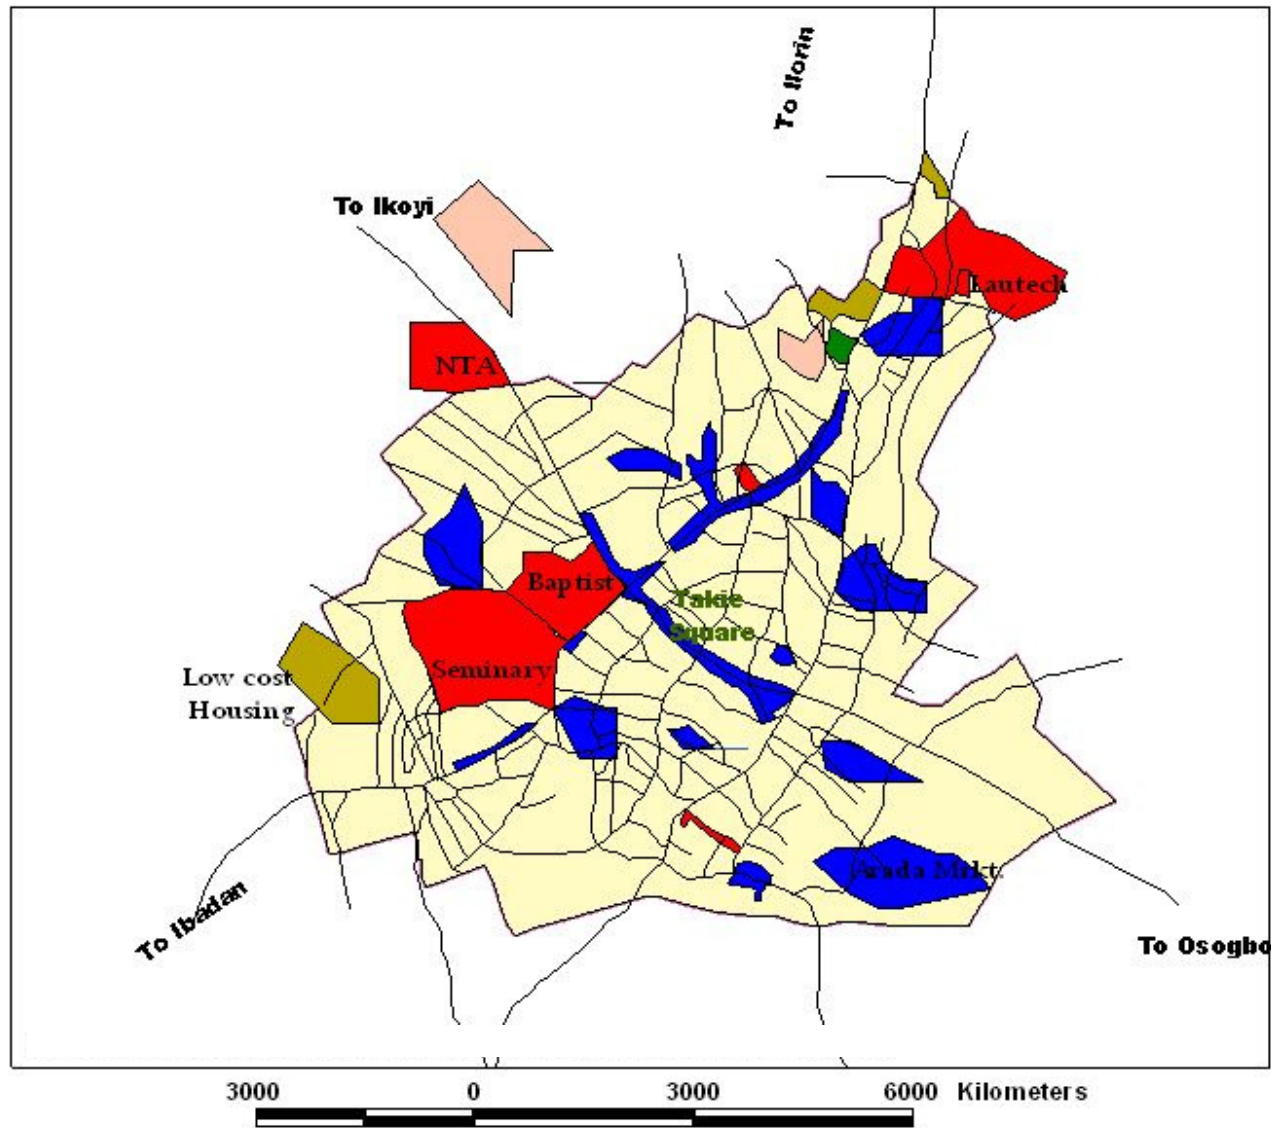 To Ilorin
To Ikoyi
Lautech
NTA
Baptist
Takie
Square
Seminary
Low cost
Housing
Arada Mrkt.
To Ibadan
To Osogbo
3000 0 3000 6000 Kilometers